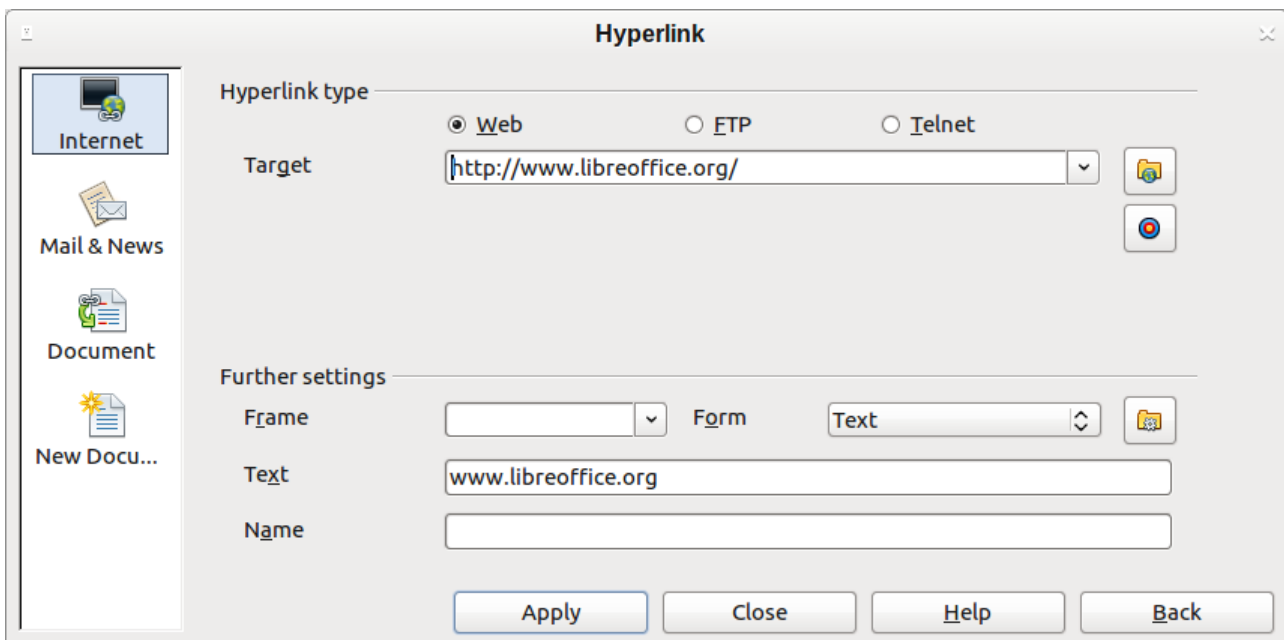 Hyperlink
Internet
Mail & News
Document
New Docu...
Hyperlink type
Web FTP Telnet
Target http://www.libreoffice.org/
Further settings
Frame Form Text
Text www.libreoffice.org
Name
Apply Close Help Back